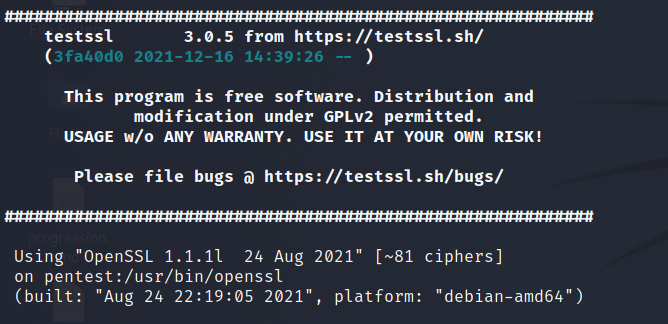 ###########################################################
testssl 3.0.5 from https://testssl.sh/
(3fa40d0 2021-12-16 14:39:26 -- )
This program is free software. Distribution and
modification under GPLv2 permitted.
USAGE w/o ANY WARRANTY. USE IT AT YOUR OWN RISK!
Please file bugs @ https://testssl.sh/bugs/
###########################################################
progression.
Using "OpenSSL 1.1.1l 24 Aug 2021" [~81 ciphers]
on pentest:/usr/bin/openssl
(built: "Aug 24 22:19:05 2021", platform: "debian-amd64")